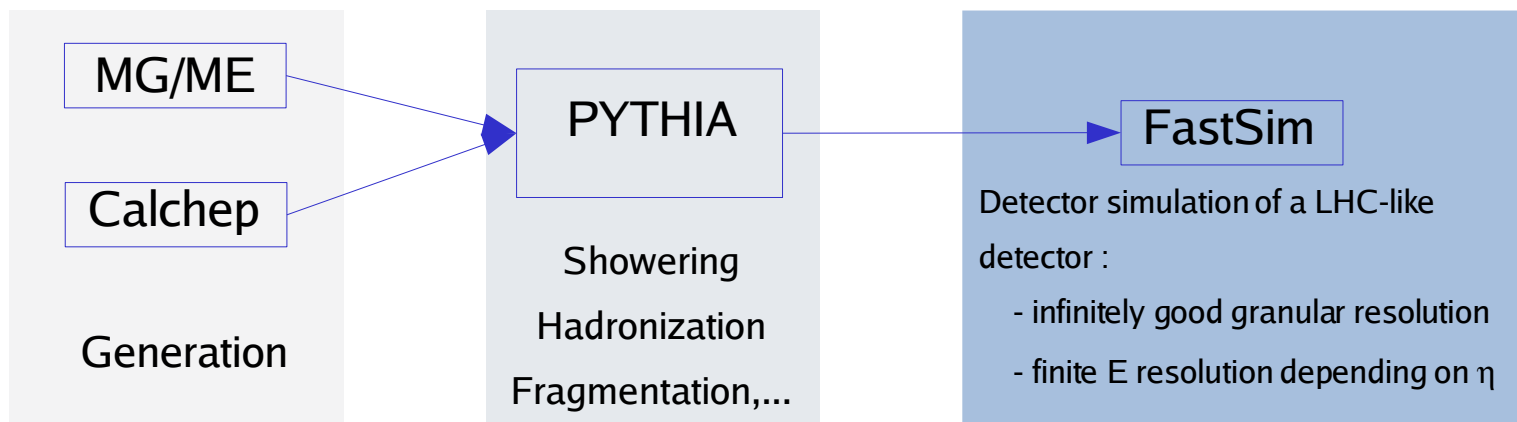 MG/ME
Calchep
Generation
PYTHIA
Showering
Hadronization
Fragmentation,...
FastSim
Detector simulation of a LHC-like
detector :
- infinitely good granular resolution
- finite E resolution depending on η